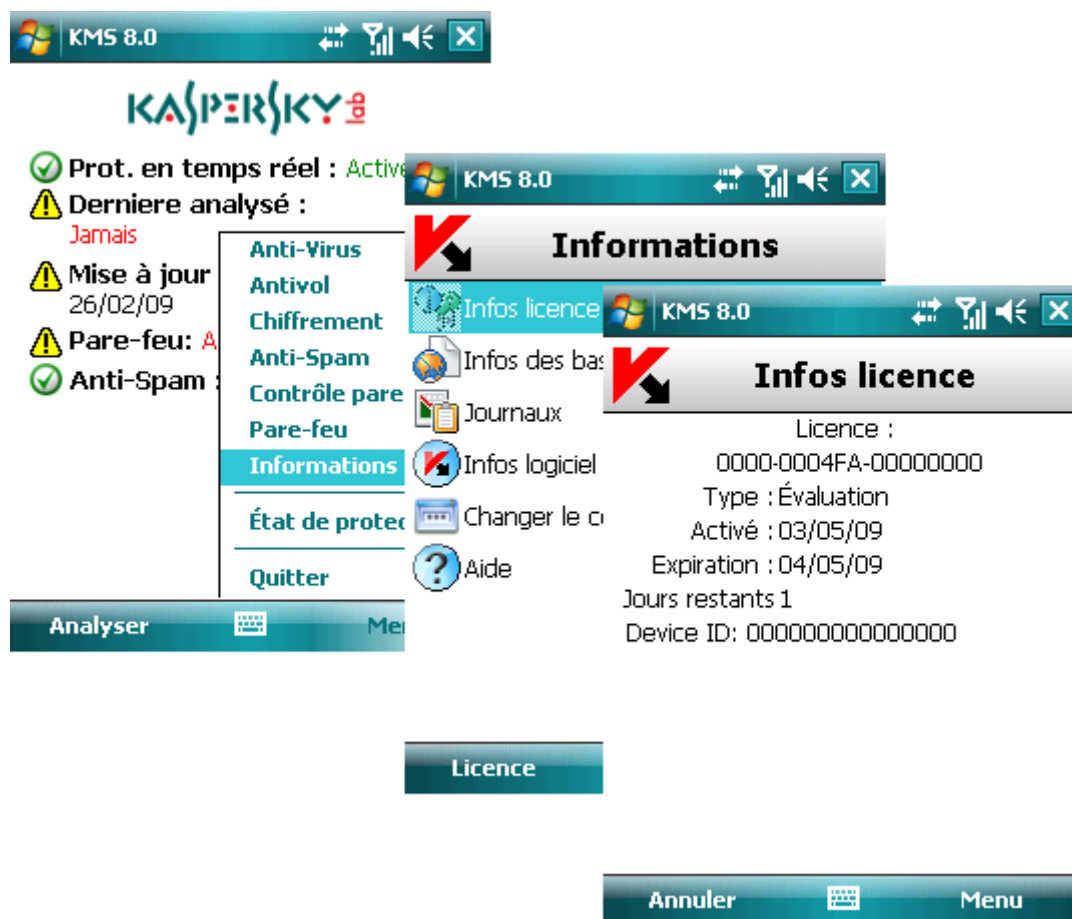 KMS 8.0
KASPERSKY lab
Prot. en temps réel : Activé
Derniere analysé :
Jamais
Mise à jour
26/02/09
Pare-feu: A
Anti-Spam :
Anti-Virus
Antivol
Chiffrement
Anti-Spam
Contrôle pare
Pare-feu
Informations
État de protec
Quitter
Analyser
KMS 8.0
Informations
Infos licence
Infos des bas
Journaux
Infos logiciel
Changer le c
Aide
Licence
KMS 8.0
Infos licence
Licence :
0000-0004FA-00000000
Type : Évaluation
Activé : 03/05/09
Expiration : 04/05/09
Jours restants 1
Device ID: 000000000000000
Annuler Menu